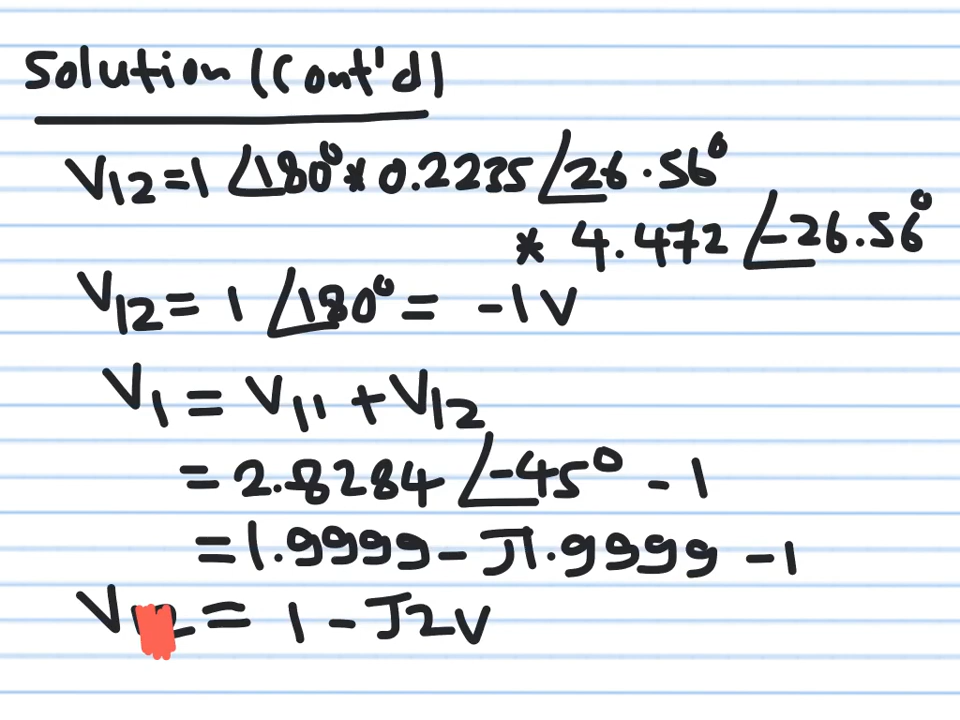 Solution (Cont'd)
V12 = 1 ∠180° * 0.2235 ∠26.56°
* 4.472 ∠-26.56°
V12 = 1 ∠180° = -1V
V1 = V11 + V12
= 2.8284 ∠-45° - 1
= 1.9999 - J1.9999 - 1
V = 1 - J2V